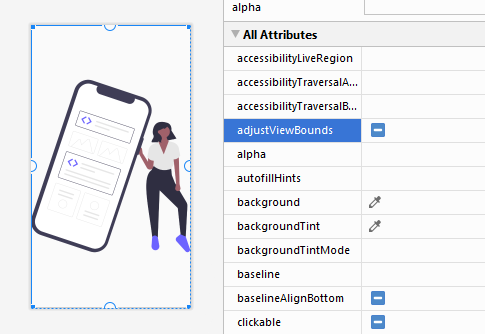 alpha
All Attributes
accessibilityLiveRegion
accessibilityTraversalA...
accessibilityTraversalB...
adjustViewBounds
alpha
autofillHints
background
backgroundTint
backgroundTintMode
baseline
baselineAlignBottom
clickable